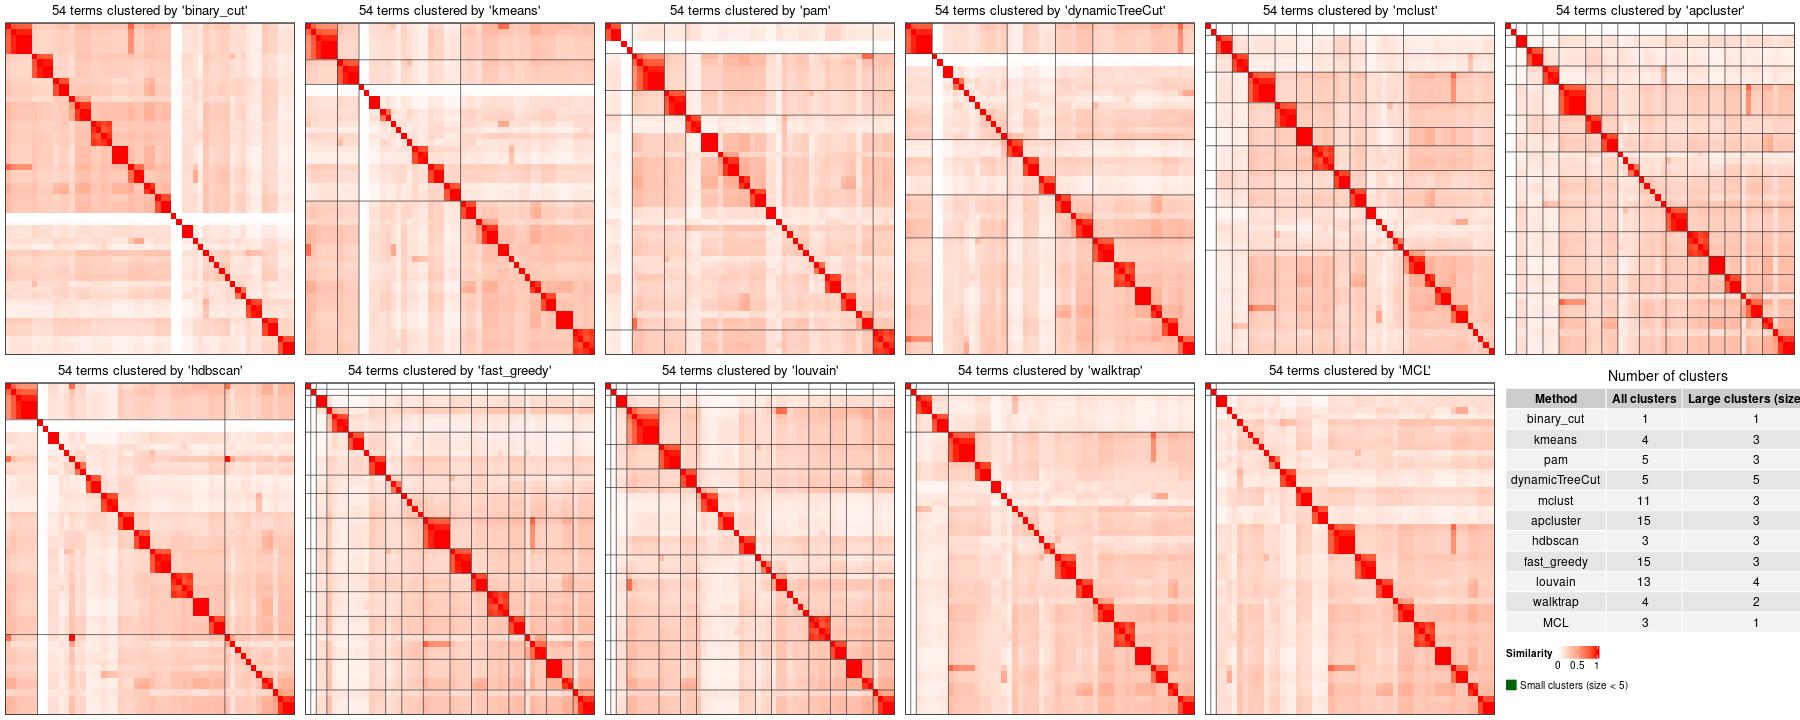 54 terms clustered by 'binary_cut'
54 terms clustered by 'kmeans'
54 terms clustered by 'pam'
54 terms clustered by 'dynamicTreeCut'
54 terms clustered by 'mclust'
54 terms clustered by 'apcluster'
54 terms clustered by 'hdbscan'
54 terms clustered by 'fast_greedy'
54 terms clustered by 'louvain'
54 terms clustered by 'walktrap'
54 terms clustered by 'MCL'
Number of clusters
Method All clusters Large clusters (size
binary_cut 1 1
kmeans 4 3
pam 5 3
dynamicTreeCut 5 5
mclust 11 3
apcluster 15 3
hdbscan 3 3
fast_greedy 15 3
louvain 13 4
walktrap 4 2
MCL 3 1
Similarity
0 0.5 1
Small clusters (size < 5)